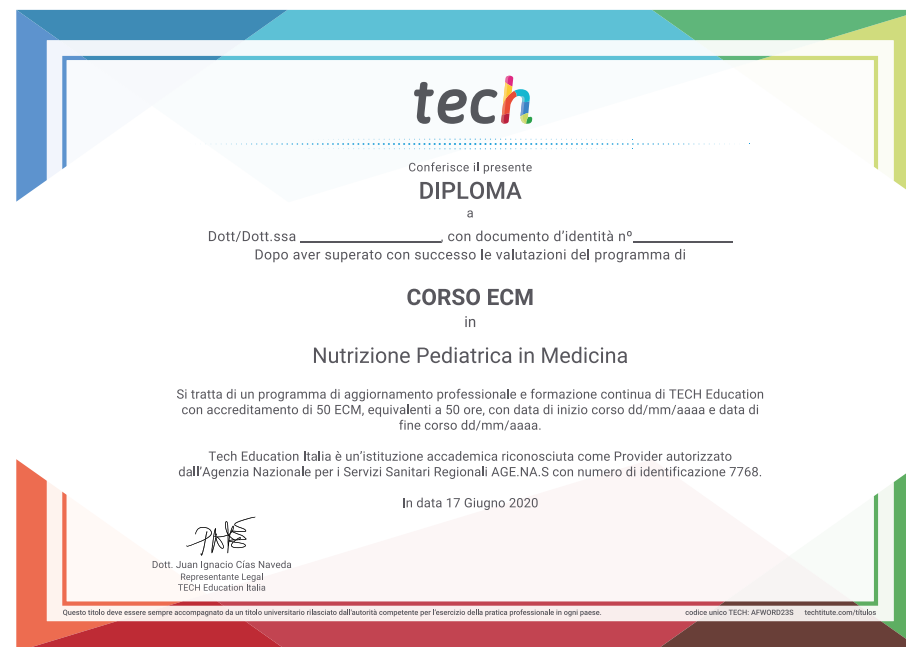 tech
Conferisce il presente
DIPLOMA
a
Dott/Dott.ssa ________________, con documento d'identità nº___________
Dopo aver superato con successo le valutazioni del programma di
CORSO ECM
in
Nutrizione Pediatrica in Medicina
Si tratta di un programma di aggiornamento professionale e formazione continua di TECH Education
con accreditamento di 50 ECM, equivalenti a 50 ore, con data di inizio corso dd/mm/aaaa e data di
fine corso dd/mm/aaaa.
Tech Education Italia è un'istituzione accademica riconosciuta come Provider autorizzato
dall'Agenzia Nazionale per i Servizi Sanitari Regionali AGE.NA.S con numero di identificazione 7768.
In data 17 Giugno 2020
Dott. Juan Ignacio Cías Naveda
Representante Legal
TECH Education Italia
Questo titolo deve essere sempre accompagnato da un titolo universitario rilasciato dall'autorità competente per l'esercizio della pratica professionale in ogni paese.
codice unico TECH: AFWORD23S techtitute.com/títulos